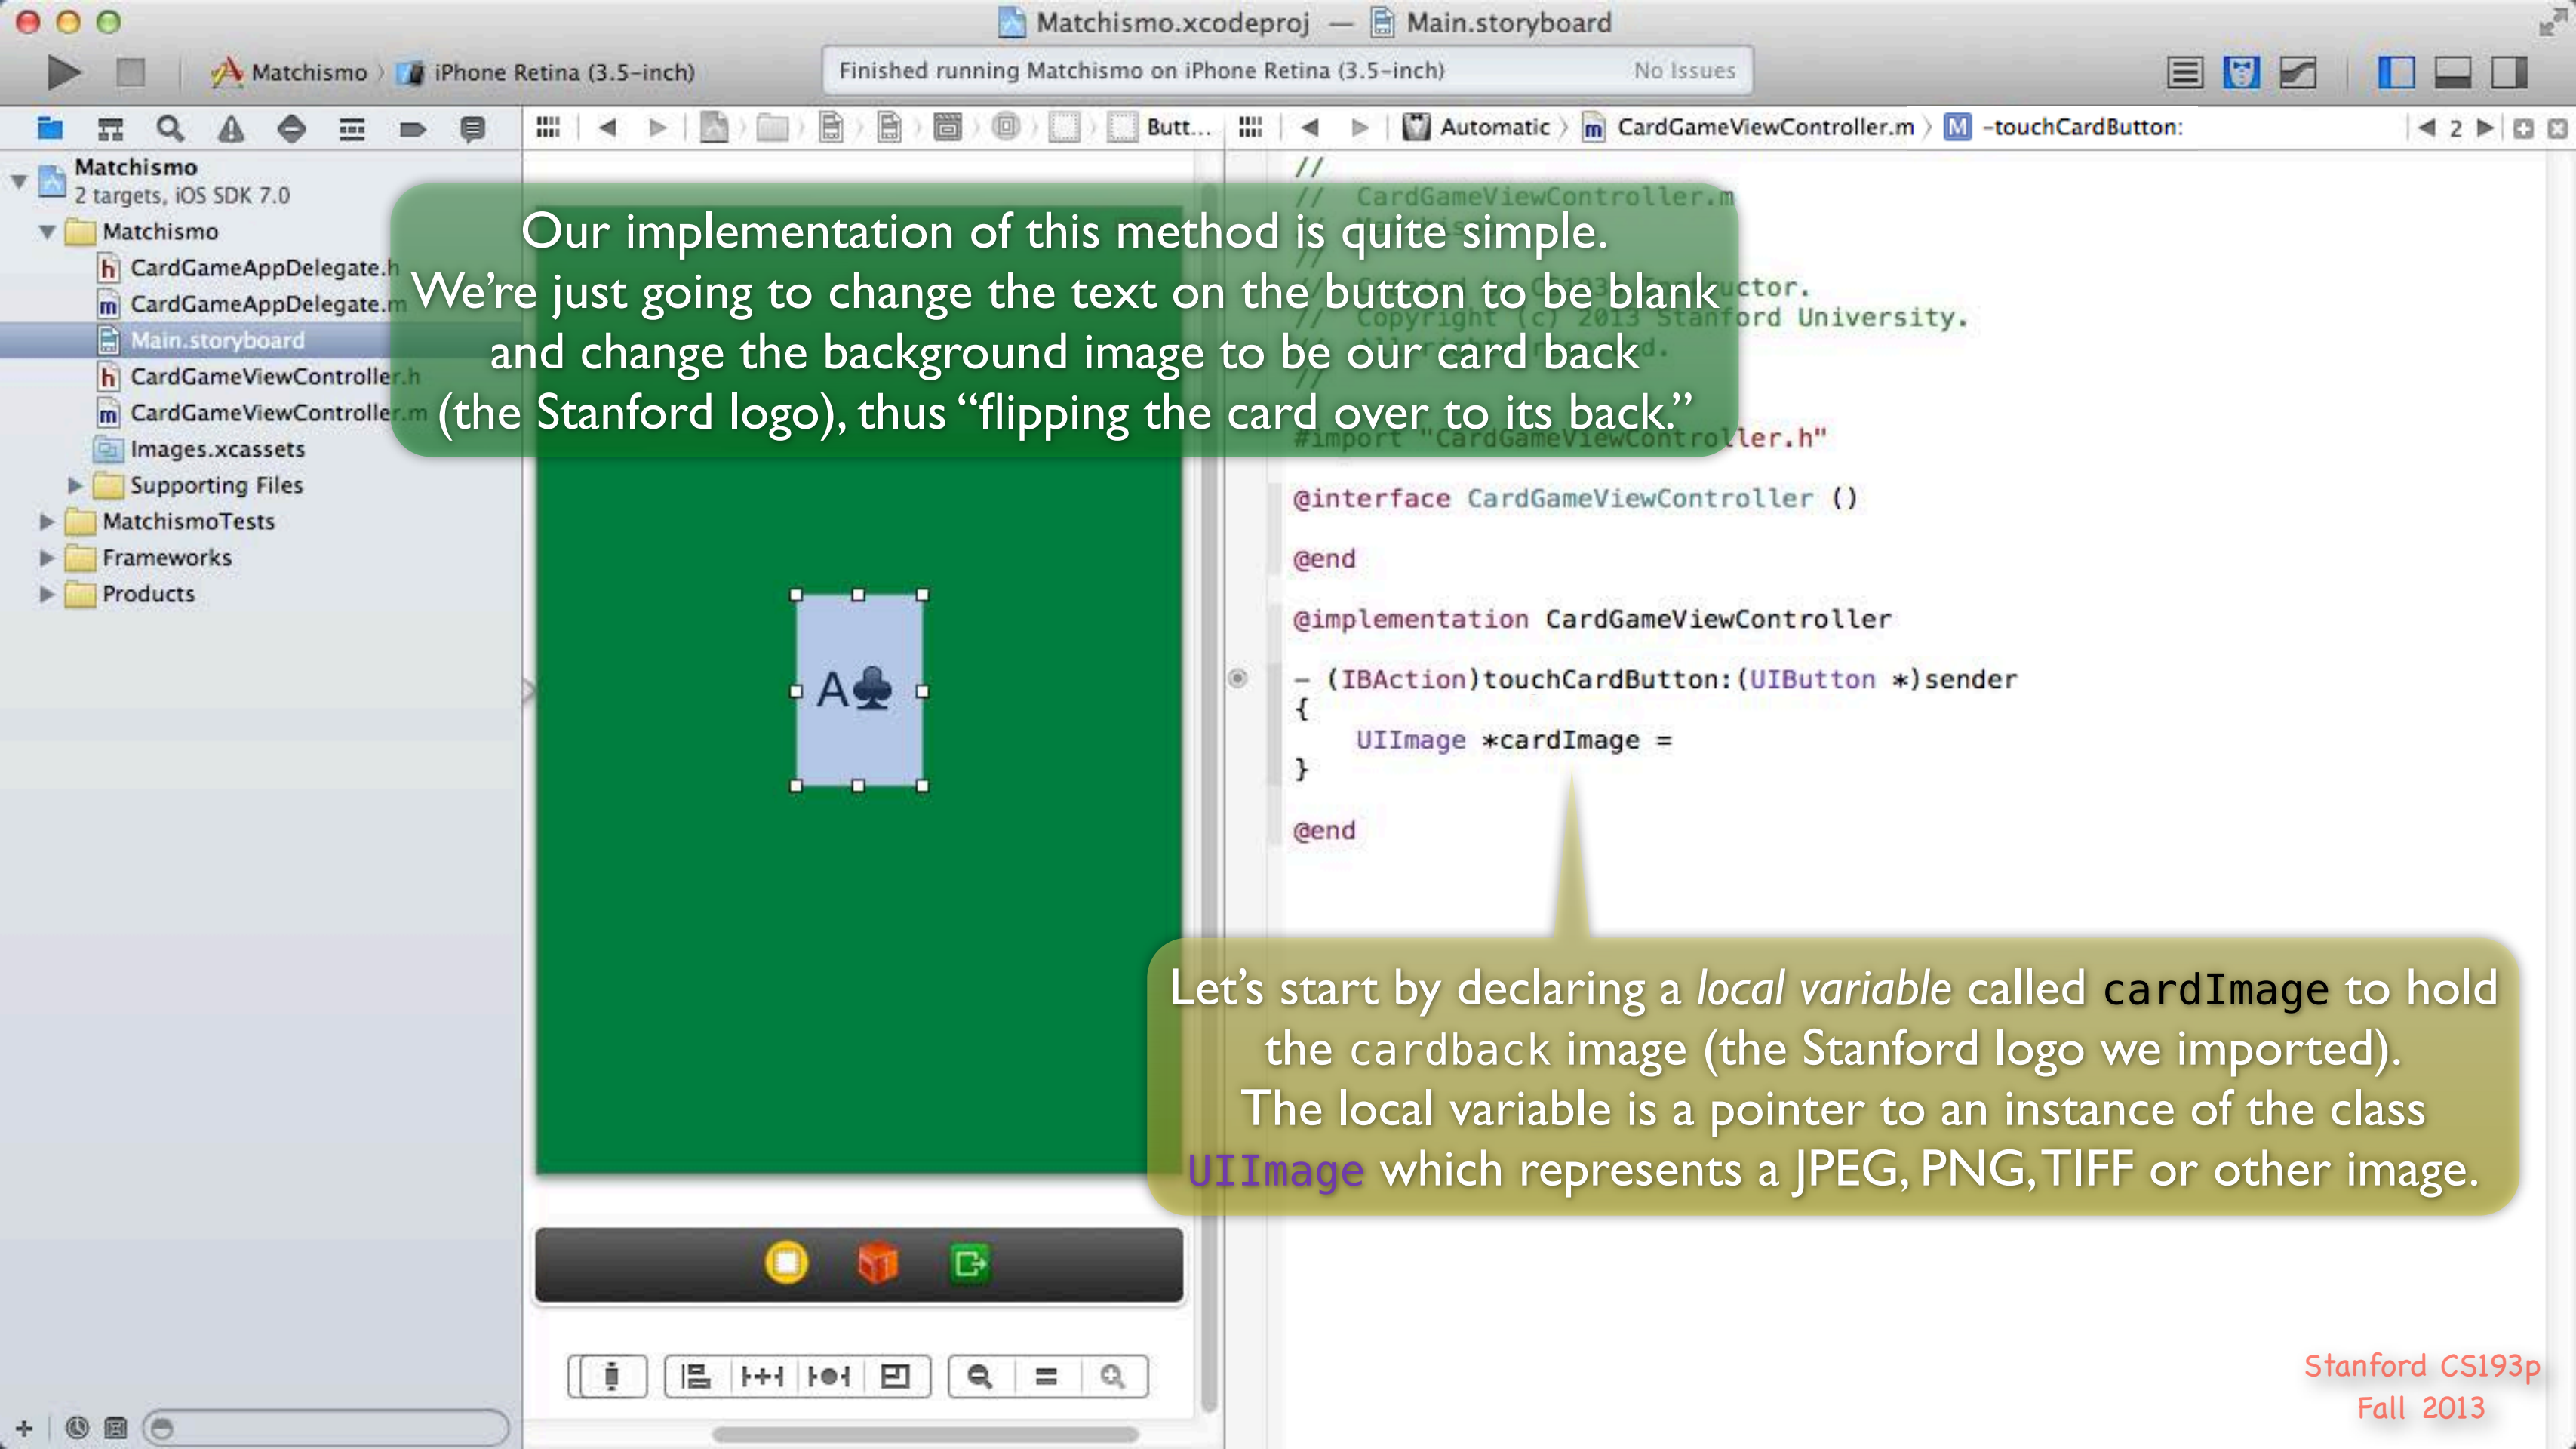 Matchismo.xcodeproj — Main.storyboard
Matchismo
iPhone Retina (3.5-inch)
Finished running Matchismo on iPhone Retina (3.5-inch)
No Issues
Butt...
Automatic
CardGameViewController.m
M
-touchCardButton:
2
Matchismo
2 targets, iOS SDK 7.0
Matchismo
h CardGameAppDelegate.h
m CardGameAppDelegate.m
Main.storyboard
h CardGameViewController.h
m CardGameViewController.m
Images.xcassets
Supporting Files
MatchismoTests
Frameworks
Products
Our implementation of this method is quite simple.
We're just going to change the text on the button to be blank
and change the background image to be our card back
(the Stanford logo), thus “flipping the card over to its back.”
A♣
//
// CardGameViewController.m
//
// Copyright (c) 2013 Stanford University.
//
#import "CardGameViewController.h"
@interface CardGameViewController ()
@end
@implementation CardGameViewController
- (IBAction)touchCardButton:(UIButton *)sender
{
UIImage *cardImage =
}
@end
Let's start by declaring a local variable called cardImage to hold
the cardback image (the Stanford logo we imported).
The local variable is a pointer to an instance of the class
UIImage which represents a JPEG, PNG, TIFF or other image.
Stanford CS193p
Fall 2013